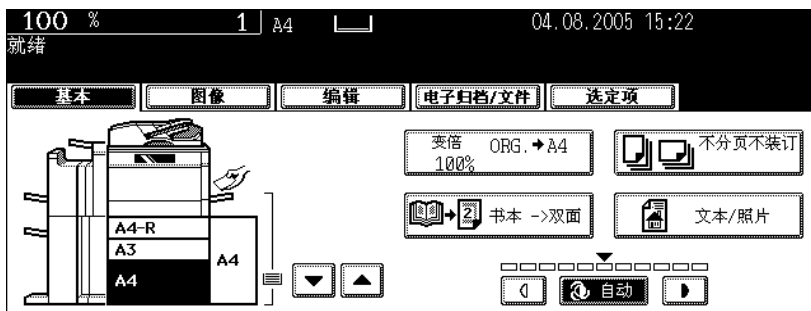 100 % 1 A4 04.08.2005 15:22
就绪
基本 图像 编辑 电子归档/文件 选定项
变倍 ORG.➔A4
100%
不分页不装订
2 书本 ->双面
文本/照片
A4-R
A3
A4
A4
自动